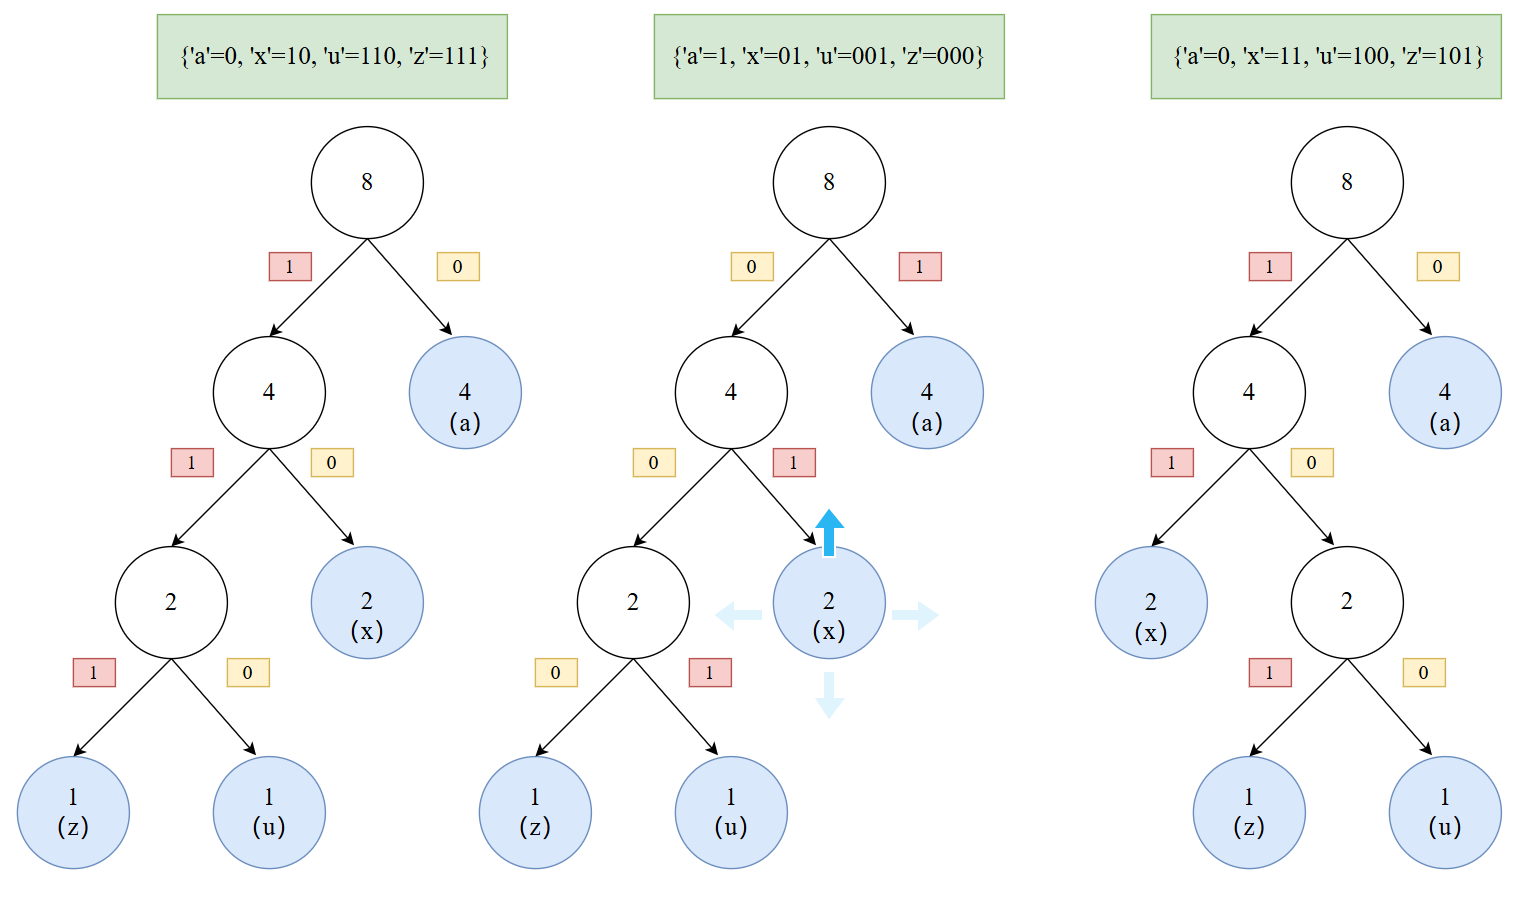 {'a'=0, 'x'=10, 'u'=110, 'z'=111}
8
1
0
4
4
(a)
1
0
2
2
(x)
1
0
1
(z)
1
(u)
{'a'=1, 'x'=01, 'u'=001, 'z'=000}
8
0
1
4
4
(a)
0
1
2
2
(x)
0
1
1
(z)
1
(u)
{'a'=0, 'x'=11, 'u'=100, 'z'=101}
8
1
0
4
4
(a)
1
0
2
(x)
2
1
0
1
(z)
1
(u)